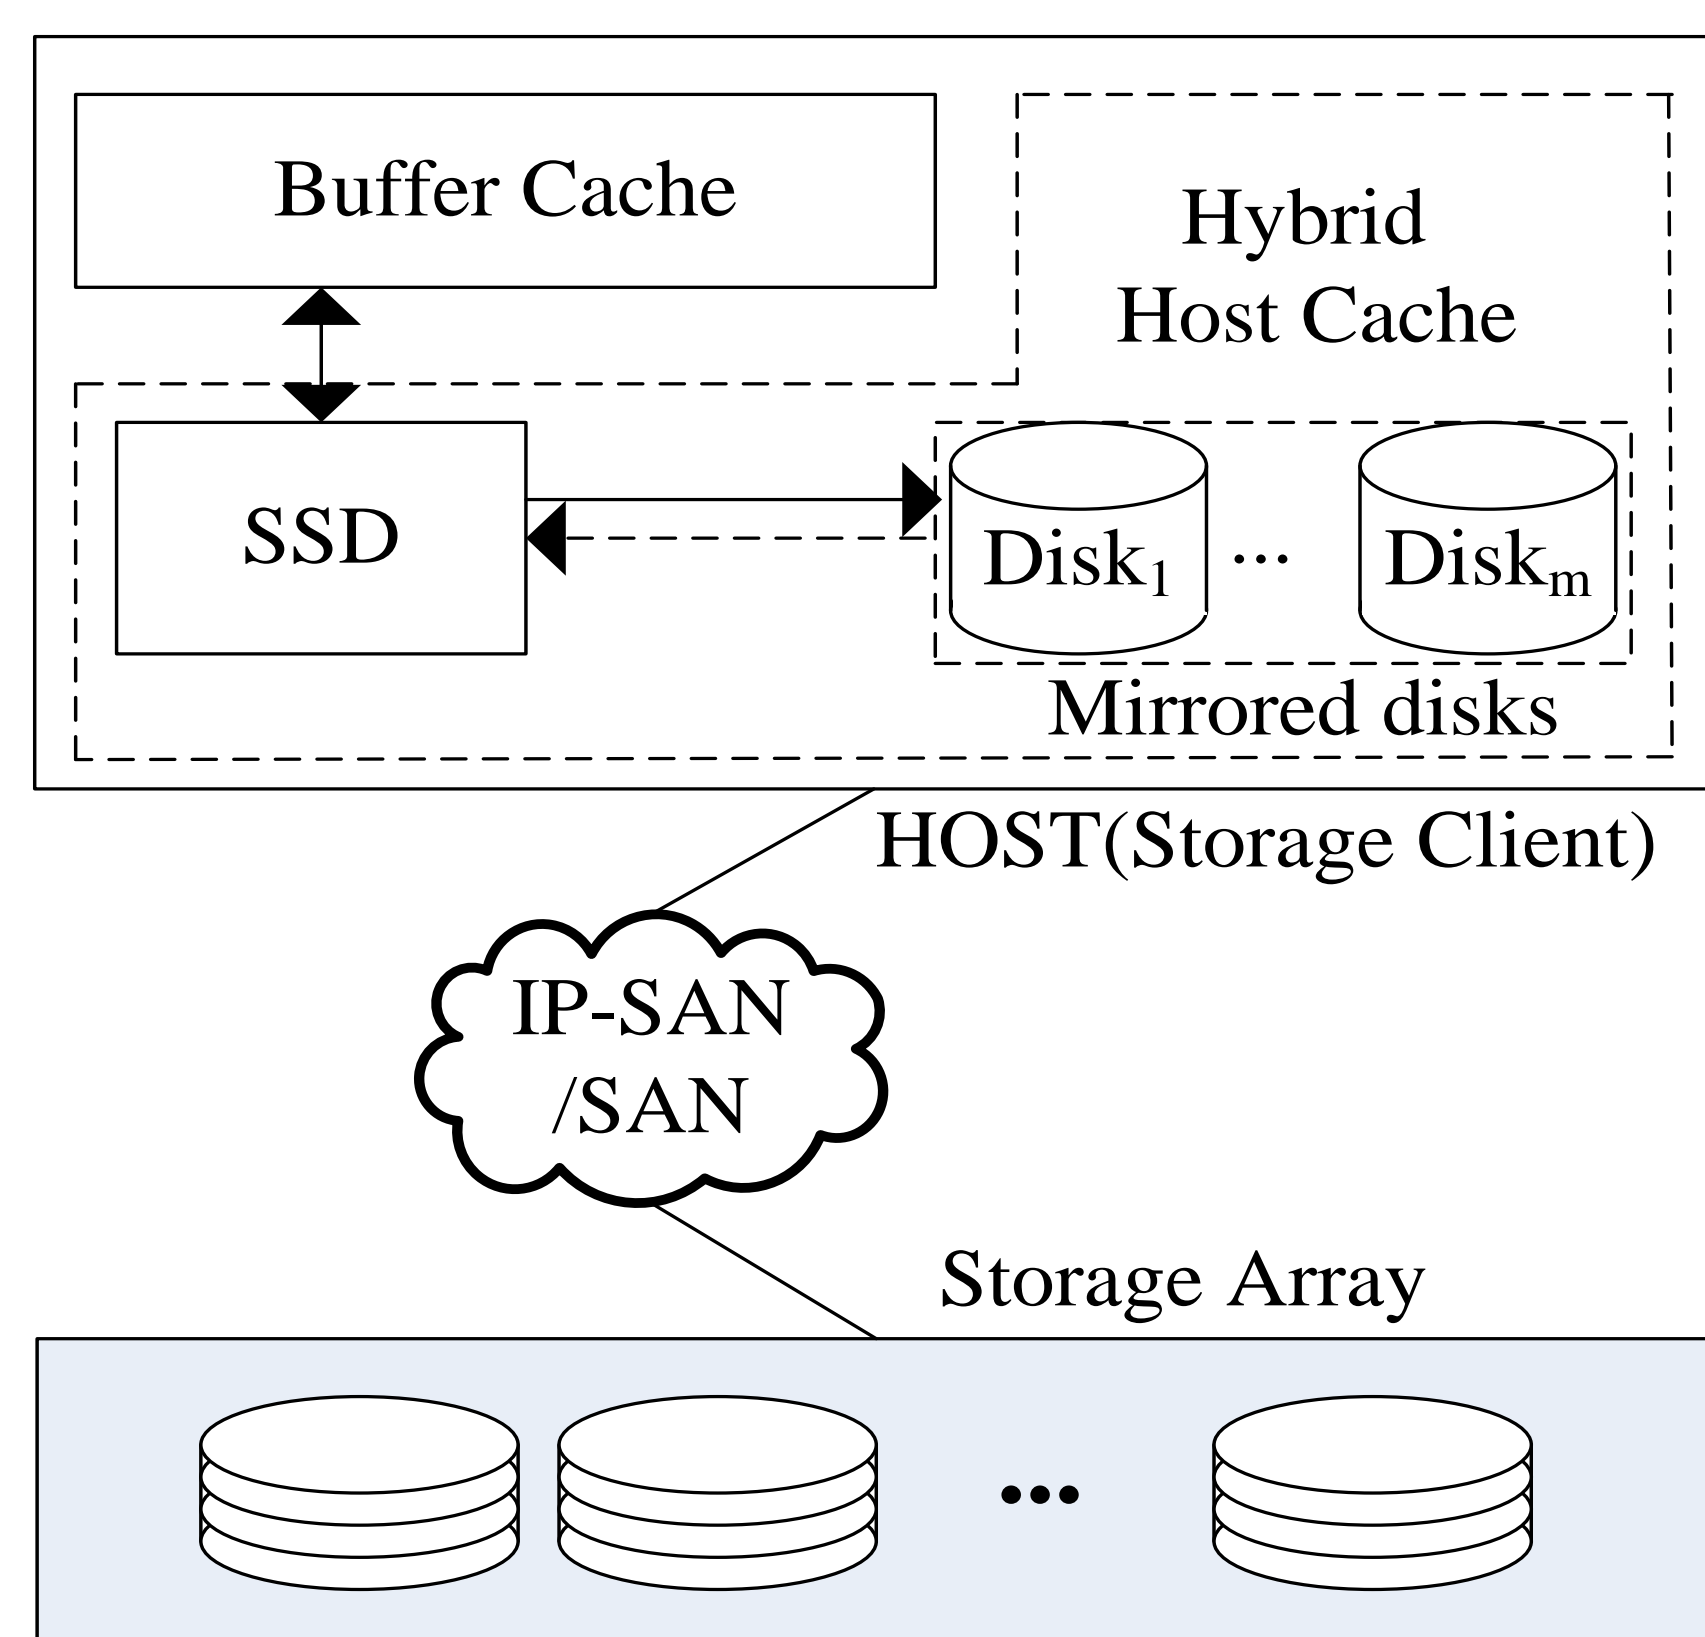 Buffer Cache
Hybrid
Host Cache
SSD
Disk₁ ... Diskₘ
Mirrored disks
HOST(Storage Client)
IP-SAN
/SAN
Storage Array
...